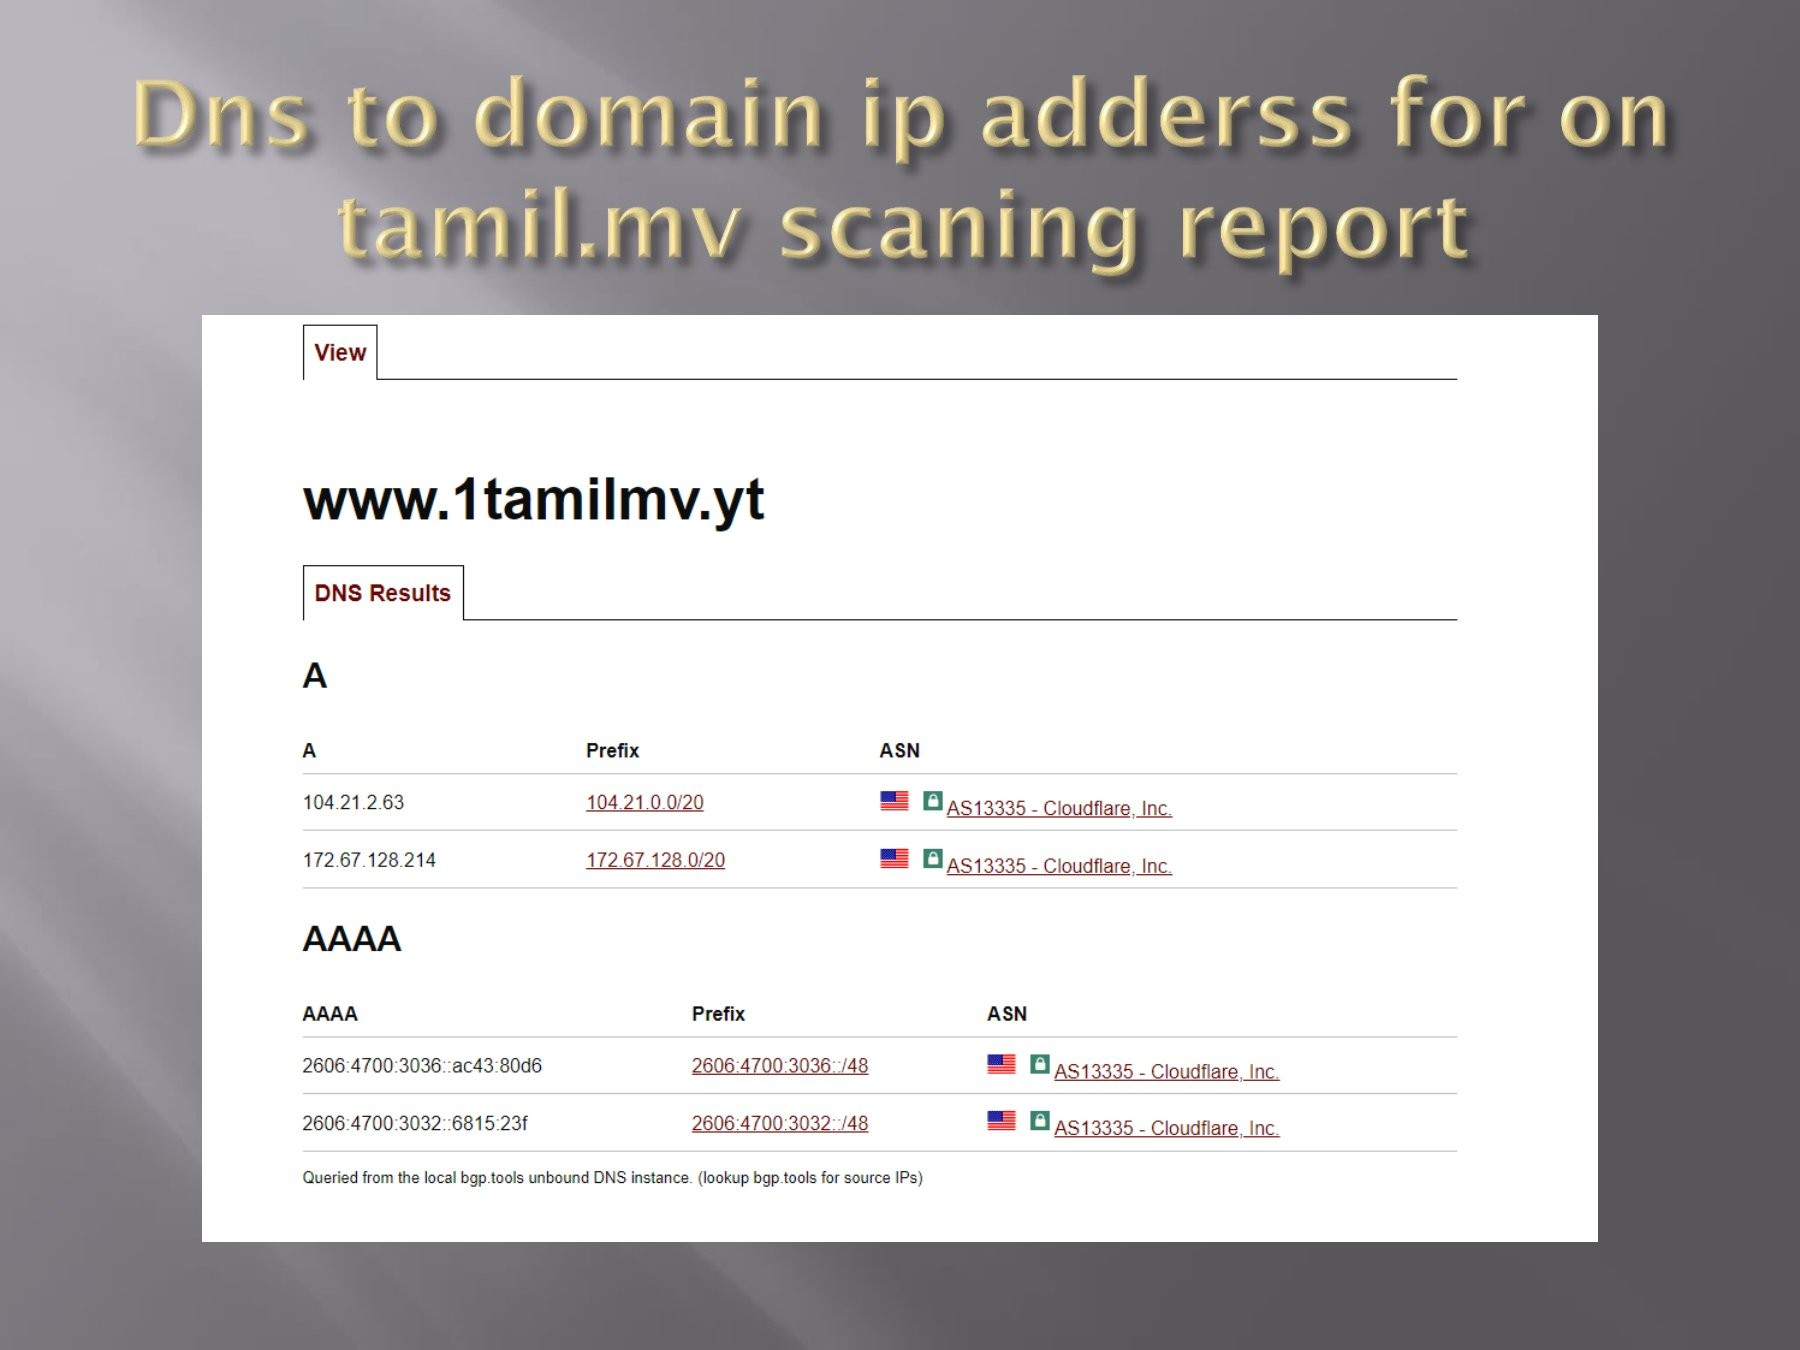 Dns to domain ip adderss for on
tamil.mv scaning report
View
www.1tamilmv.yt
DNS Results
A
A Prefix ASN
104.21.2.63 104.21.0.0/20 AS13335 - Cloudflare, Inc.
172.67.128.214 172.67.128.0/20 AS13335 - Cloudflare, Inc.
AAAA
AAAA Prefix ASN
2606:4700:3036::ac43:80d6 2606:4700:3036::/48 AS13335 - Cloudflare, Inc.
2606:4700:3032::6815:23f 2606:4700:3032::/48 AS13335 - Cloudflare, Inc.
Queried from the local bgp.tools unbound DNS instance. (lookup bgp.tools for source IPs)